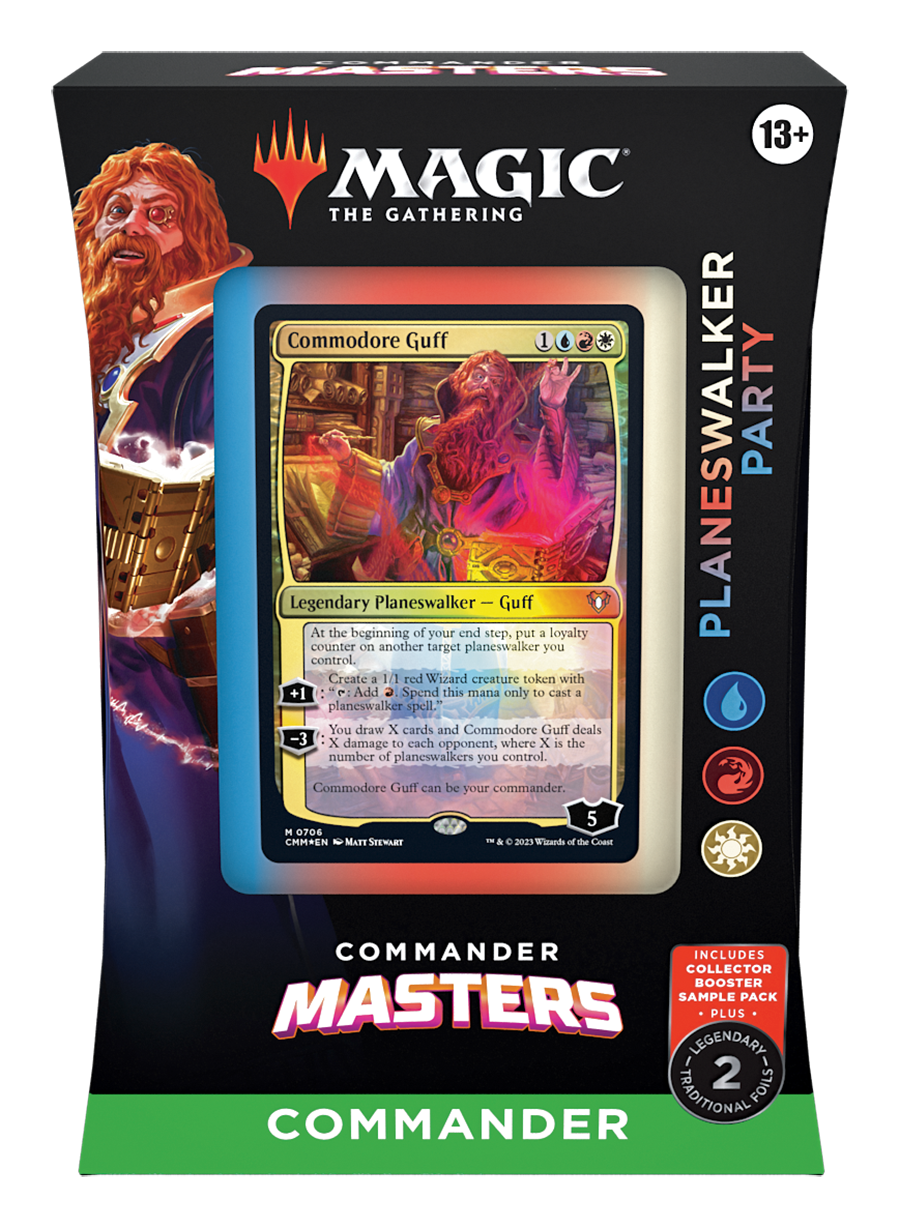 COMMANDER
MASTERS
13+
MAGIC
THE GATHERING
PLANESWALKER
PARTY
Commodore Guff 1
Legendary Planeswalker — Guff
At the beginning of your end step, put a loyalty
counter on another target planeswalker you
control.
+1 : Create a 1/1 red Wizard creature token with
“ : Add . Spend this mana only to cast a
planeswalker spell.”
−3 : You draw X cards and Commodore Guff deals
X damage to each opponent, where X is the
number of planeswalkers you control.
Commodore Guff can be your commander.
5
M 0706
CMM★EN MATT STEWART
™ & © 2023 Wizards of the Coast
COMMANDER
MASTERS
INCLUDES
COLLECTOR
BOOSTER
SAMPLE PACK
• PLUS •
LEGENDARY
2
TRADITIONAL FOILS
COMMANDER